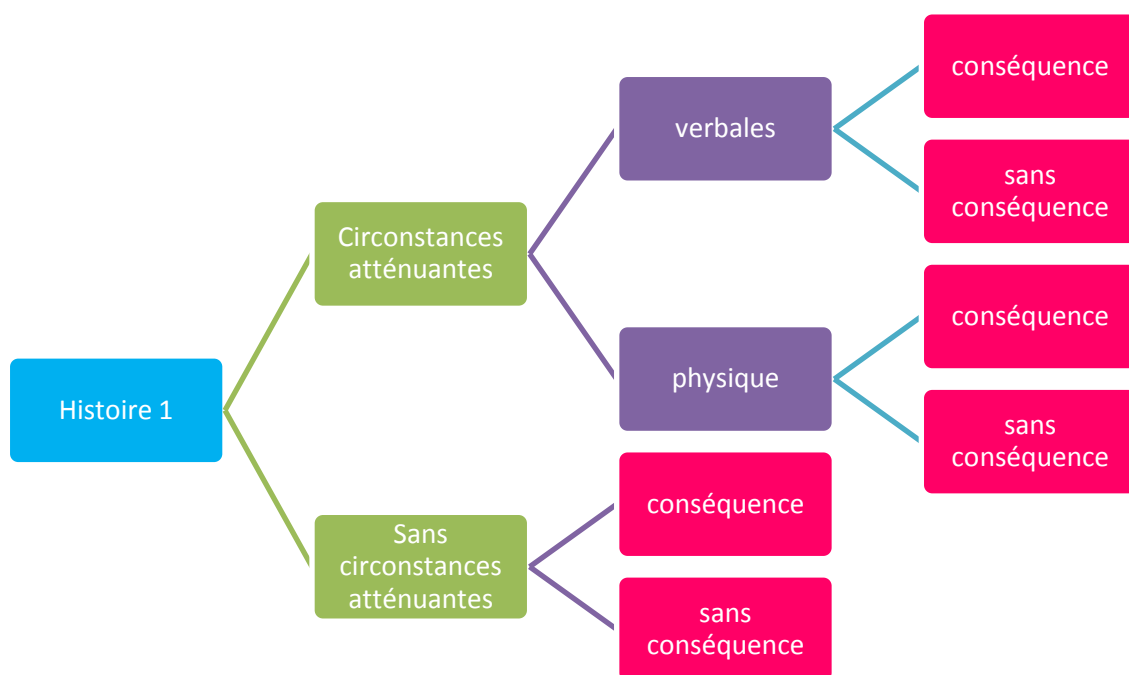 Histoire 1
Circonstances
atténuantes
verbales
conséquence
sans
conséquence
physique
conséquence
sans
conséquence
Sans
circonstances
atténuantes
conséquence
sans
conséquence